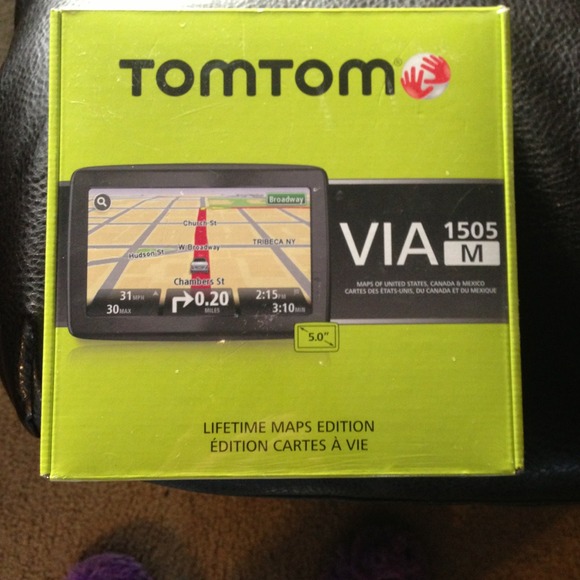 TOMTOM
Broadway
Church St
W. Broadway
TRIBECA NY
Hudson St
Chambers St
31 MPH
30 MAX
0.20
MILES
2:15 PM
3:10 MIN
VIA 1505
M
MAPS OF UNITED STATES, CANADA & MEXICO
CARTES DES ÉTATS-UNIS, DU CANADA ET DU MEXIQUE
5.0"
LIFETIME MAPS EDITION
ÉDITION CARTES À VIE